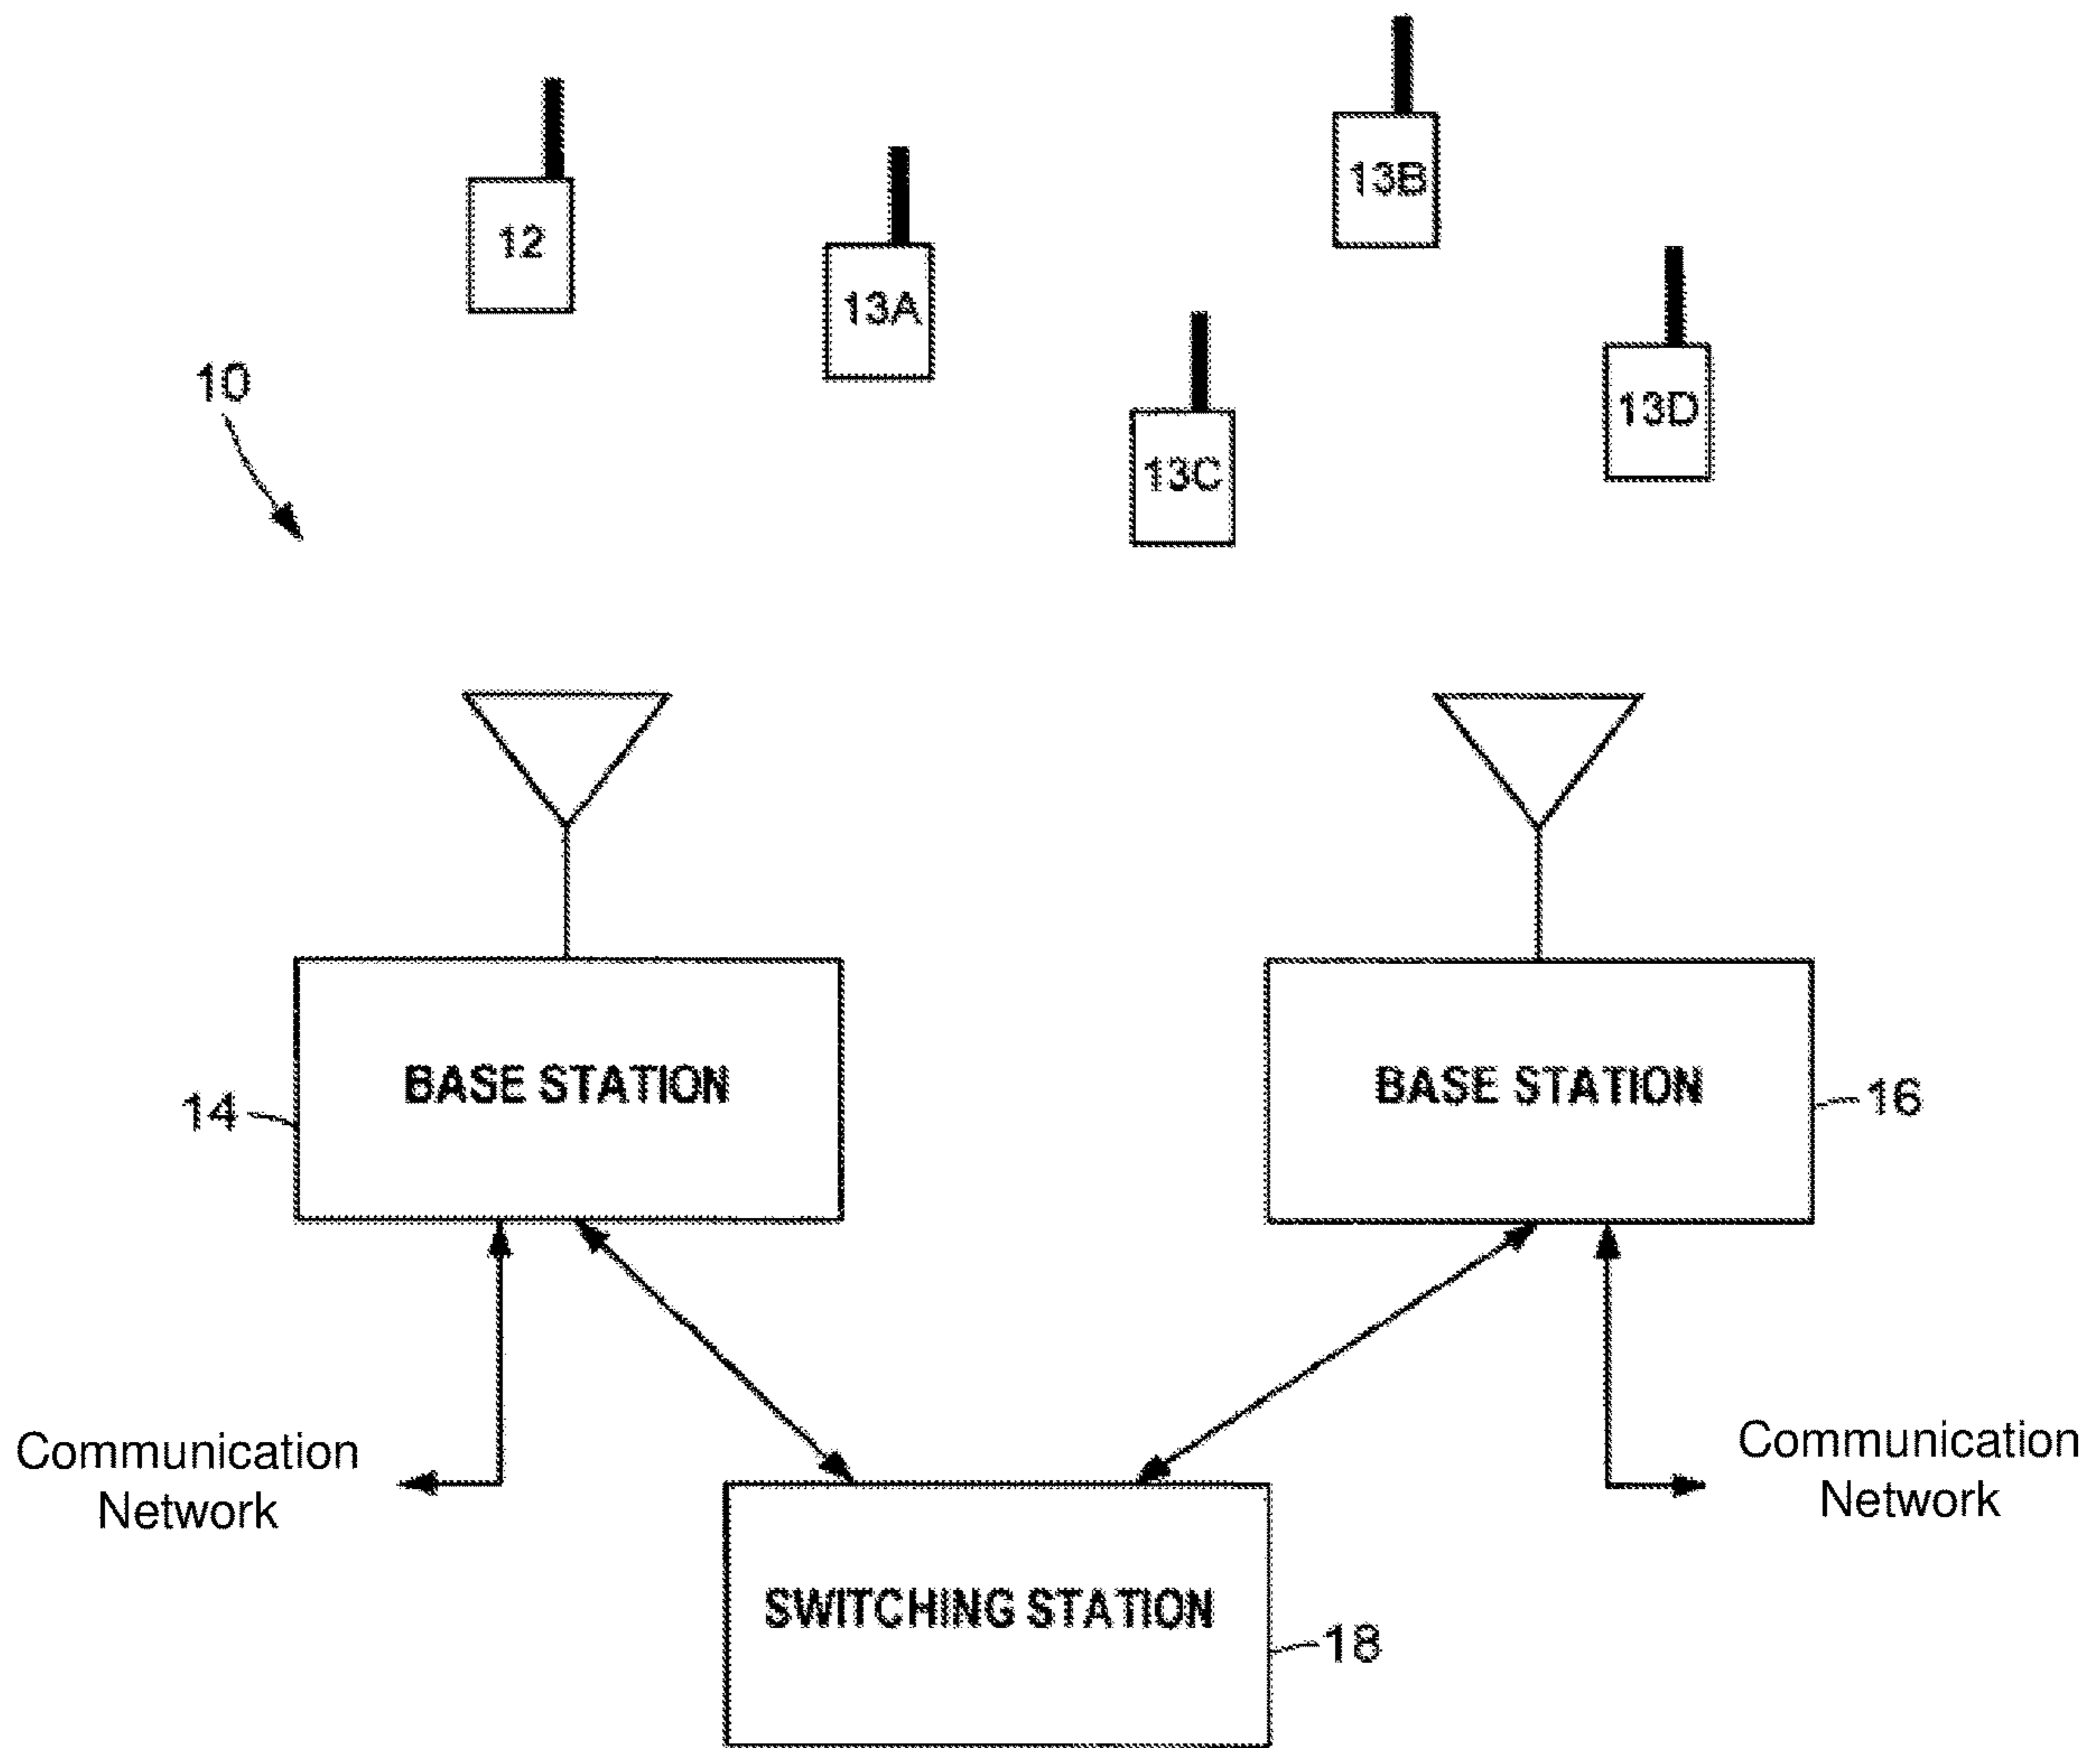 13B
12
13A
10
13D
13C
BASE STATION
BASE STATION
14
16
Communication
Network
Communication
Network
SWITCHING STATION
18